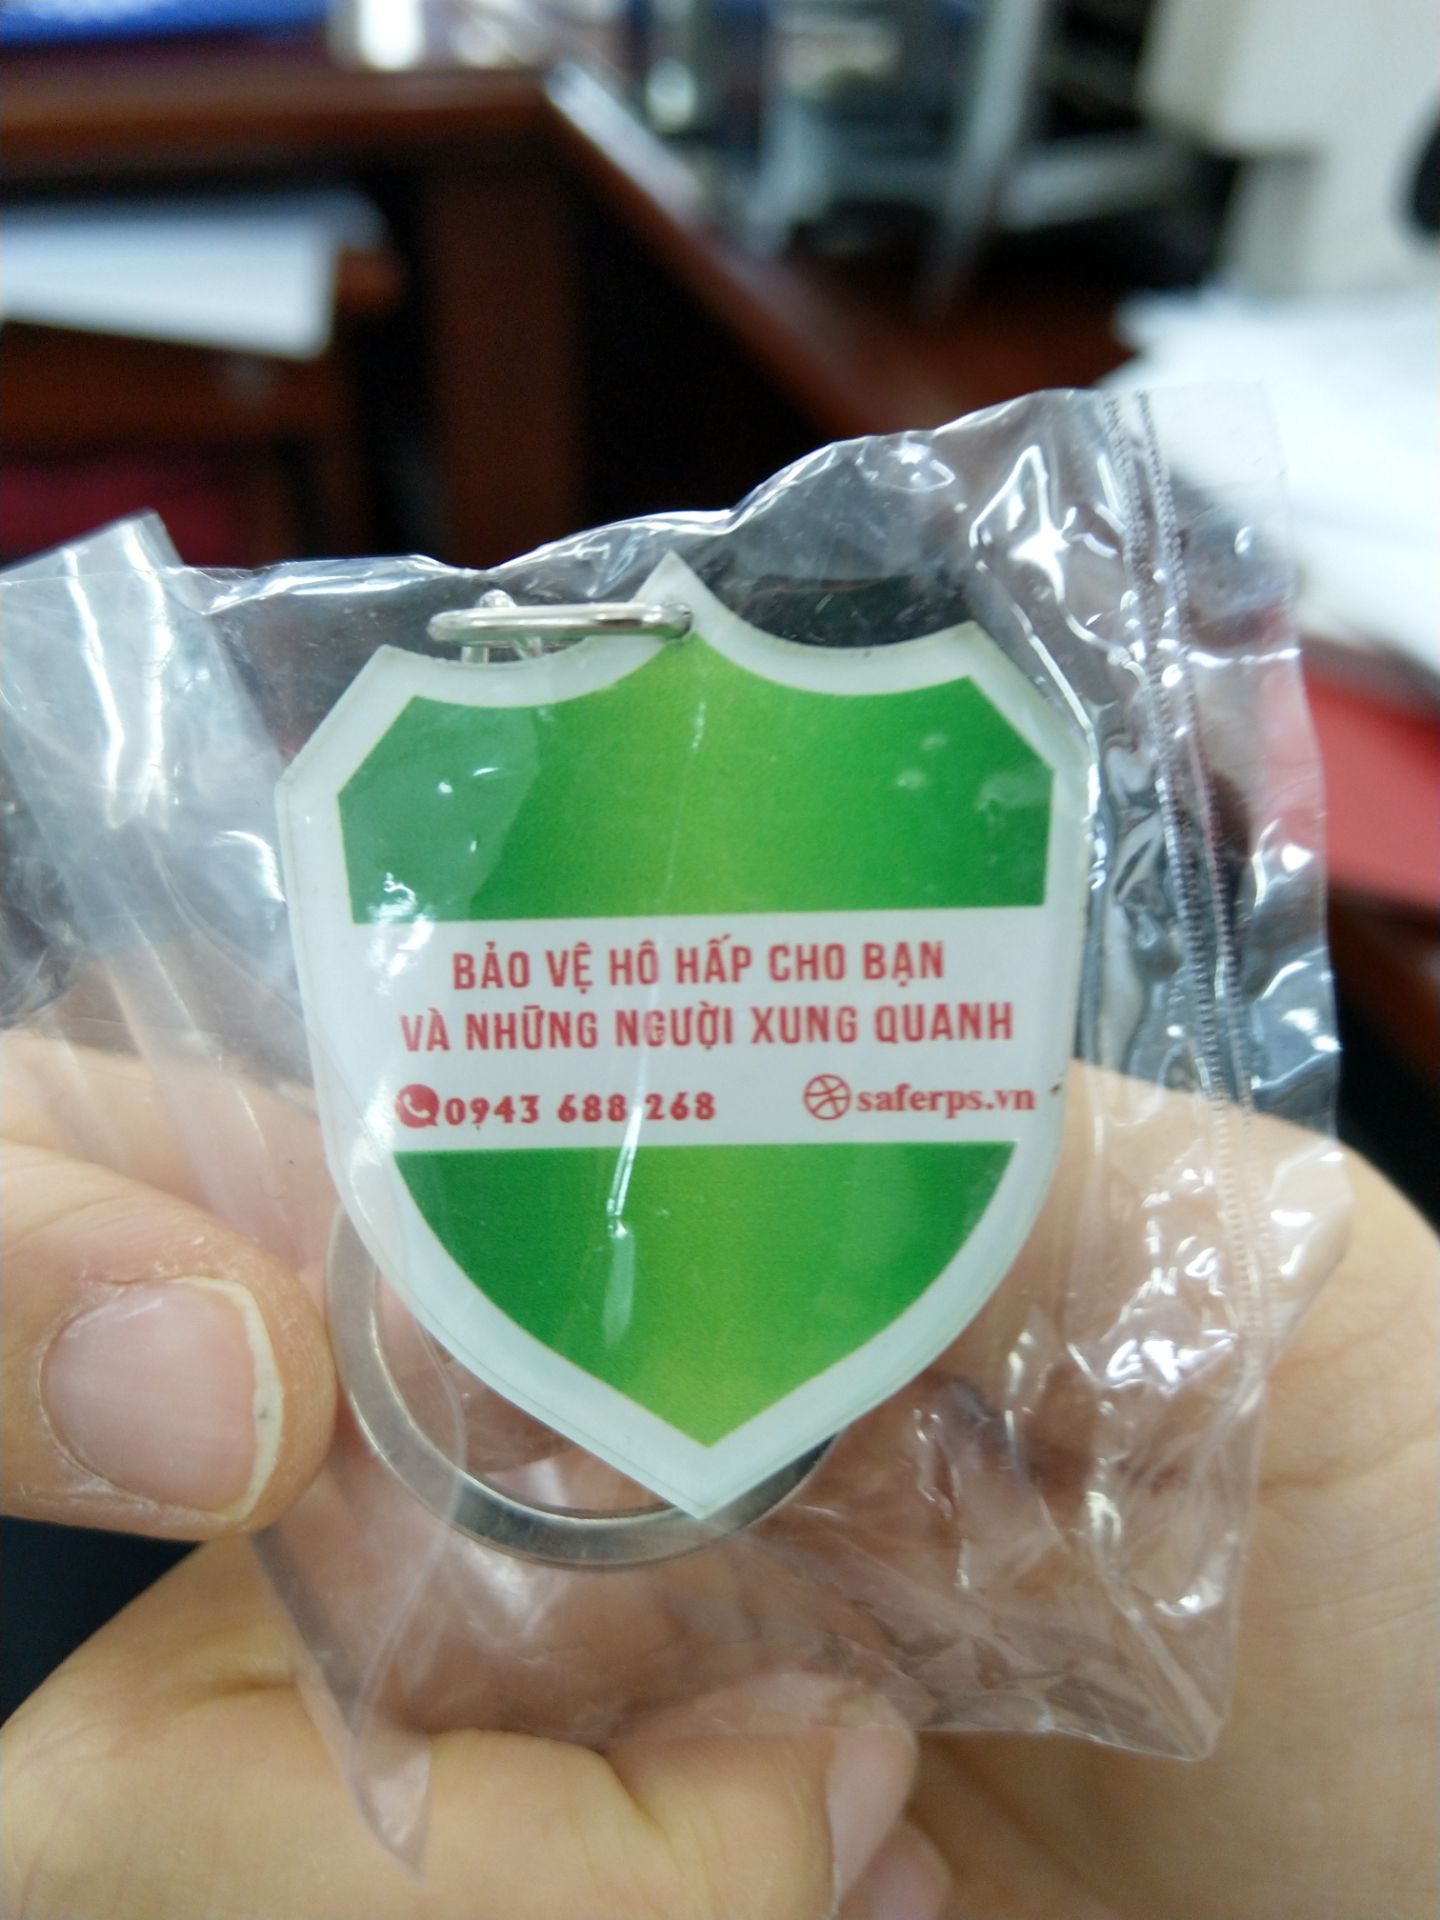 BẢO VỆ HÔ HẤP CHO BẠN
VÀ NHỮNG NGƯỜI XUNG QUANH
0943 688 268 saferps.vn